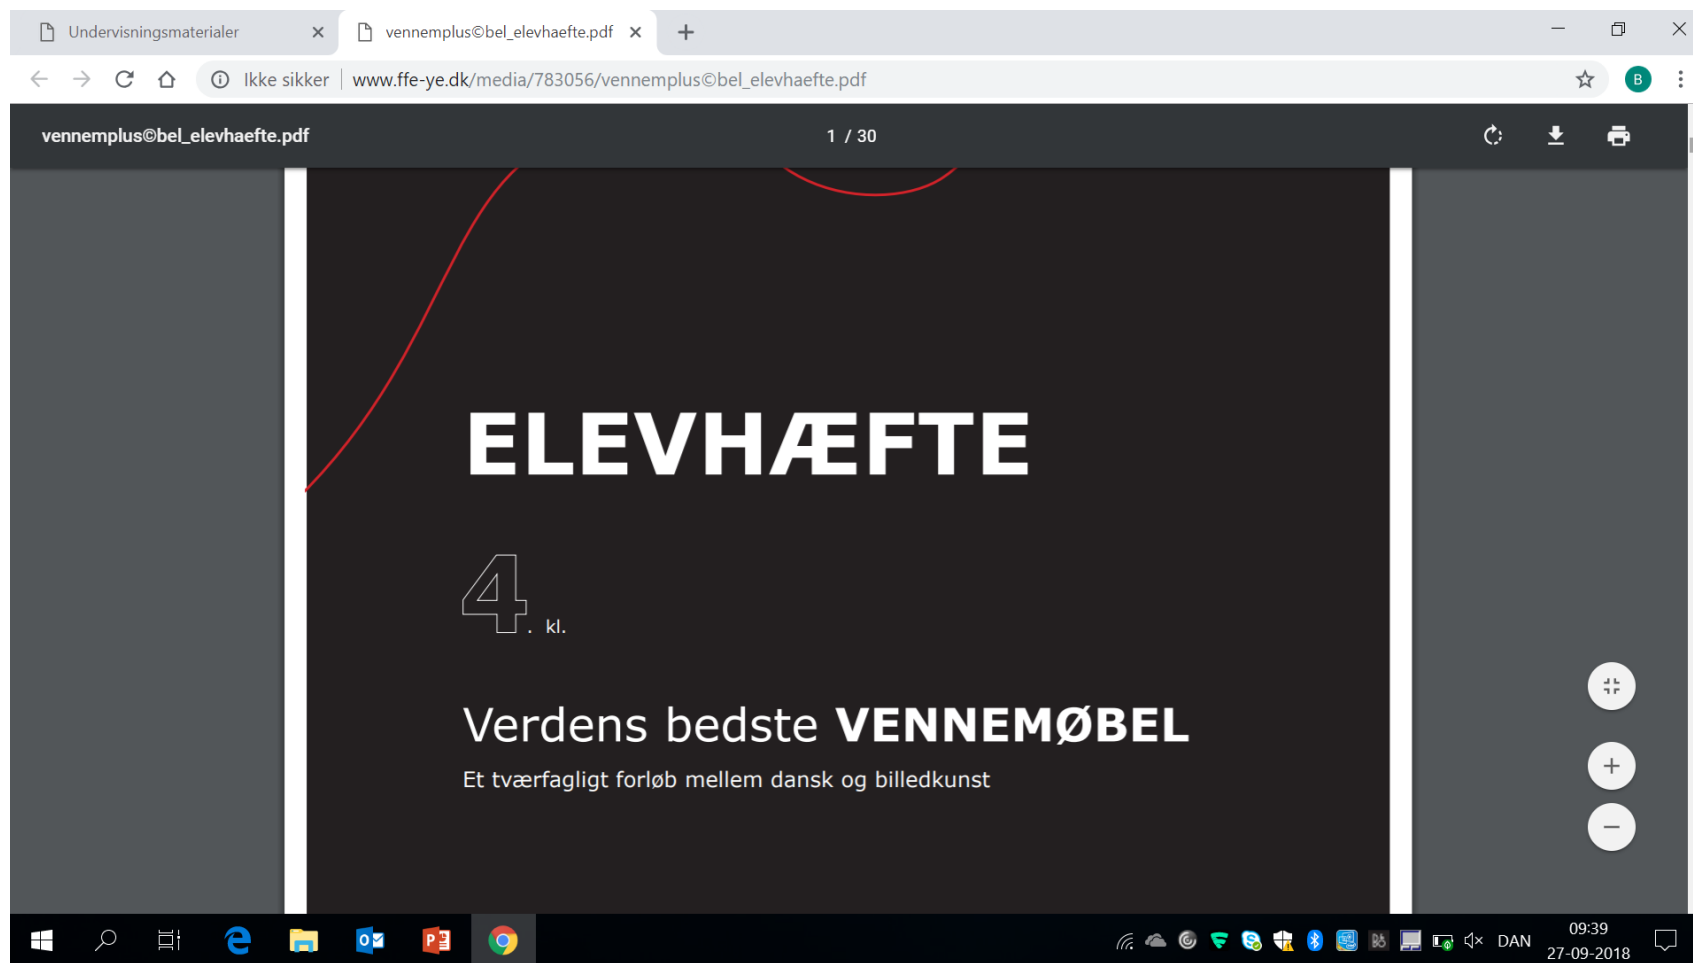 Undervisningsmaterialer
vennemplus©bel_elevhaefte.pdf
Ikke sikker
www.ffe-ye.dk/media/783056/vennemplus©bel_elevhaefte.pdf
B
vennemplus©bel_elevhaefte.pdf
1 / 30
ELEVHÆFTE
4. kl.
Verdens bedste VENNEMØBEL
Et tværfagligt forløb mellem dansk og billedkunst
DAN
09:39
27-09-2018